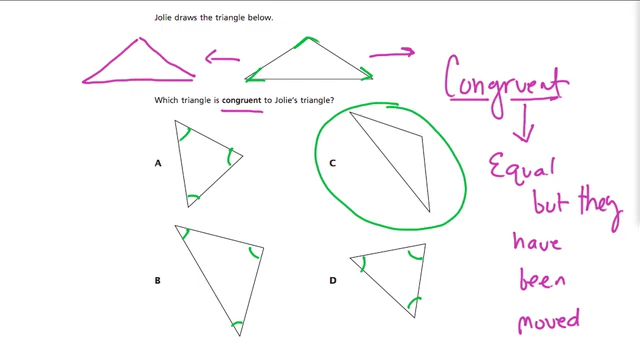 Jolie draws the triangle below.
Which triangle is congruent to Jolie's triangle?
A
C
B
D
Congruent
Equal
but they
have
been
moved